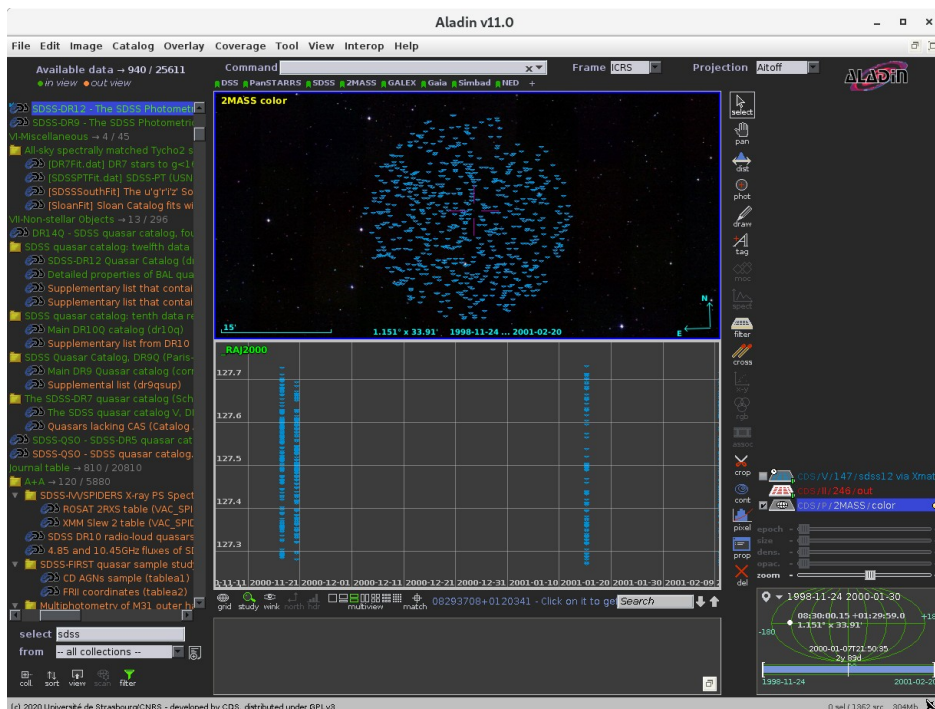 Aladin v11.0
File Edit Image Catalog Overlay Coverage Tool View Interop Help
Available data → 940 / 25611
in view out view
Command
Frame ICRS
Projection Aitoff
ALADIN
DSS PanSTARRS SDSS 2MASS GALEX Gaia Simbad NED +
SDSS-DR12 - The SDSS Photometri
SDSS-DR9 - The SDSS Photometric
VI-Miscellaneous → 4 / 45
All-sky spectrally matched Tycho2 s
[DR7Fit.dat] DR7 stars to g<1
[SDSSPTFit.dat] SDSS-PT (USN
[SDSSSouthFit] The u'g'r'i'z' So
[SloanFit] Sloan Catalog fits wi
VII-Non-stellar Objects → 13 / 296
DR14Q - SDSS quasar catalog, fou
SDSS quasar catalog: twelfth data
SDSS-DR12 Quasar Catalog (dr
Detailed properties of BAL qua
Supplementary list that contai
Supplementary list that contai
SDSS quasar catalog: tenth data re
Main DR10Q catalog (dr10q)
Supplementary list from DR10
SDSS Quasar Catalog, DR9Q (Paris-
Main DR9 Quasar catalog (corr
Supplemental list (dr9qsup)
The SDSS-DR7 quasar catalog (Sch
The SDSS quasar catalog V, D
Quasars lacking CAS (Catalog
SDSS-QSO - SDSS-DR5 quasar cat
SDSS-QSO - SDSS quasar catalog.
Journal table → 810 / 20810
A+A → 120 / 5880
SDSS-IV/SPIDERS X-ray PS Spect
ROSAT 2RXS table (VAC_SPI
XMM Slew 2 table (VAC_SPID
SDSS DR10 radio-loud quasars
4.85 and 10.45GHz fluxes of SD
SDSS-FIRST quasar sample study
CD AGNs sample (tablea1)
FRII coordinates (tablea2)
Multiphotometry of M31 outer h
select sdss
from -- all collections --
coll. sort view scan filter
2MASS color
15'
1.151° x 33.91' 1998-11-24 ... 2001-02-20
N
E
_RAJ2000
127.7
127.6
127.5
127.4
127.3
0-11-11 2000-11-21 2000-12-01 2000-12-11 2000-12-21 2000-12-31 2001-01-10 2001-01-20 2001-01-30 2001-02-09
grid study wink north hdr multiview match 08293708+0120341 - Click on it to get Search
select
pan
dist
phot
draw
tag
moc
spect
filter
cross
x-y
rgb
assoc
crop
cont
pixel
prop
del
CDS/V/147/sdss12 via Xmat
CDS/II/246/out
CDS/P/2MASS/color
epoch
size
dens.
opac.
zoom
1998-11-24 2000-01-30
08:30:00.15 +01:29:59.0
1.151° x 33.91'
-180
+18
2000-01-07T21:50:35
2y 89d
1998-11-24
2001-02-20
(c) 2020 Université de Strasbourg/CNRS - developed by CDS, distributed under GPLv3
0 sel / 1362 src 304Mb